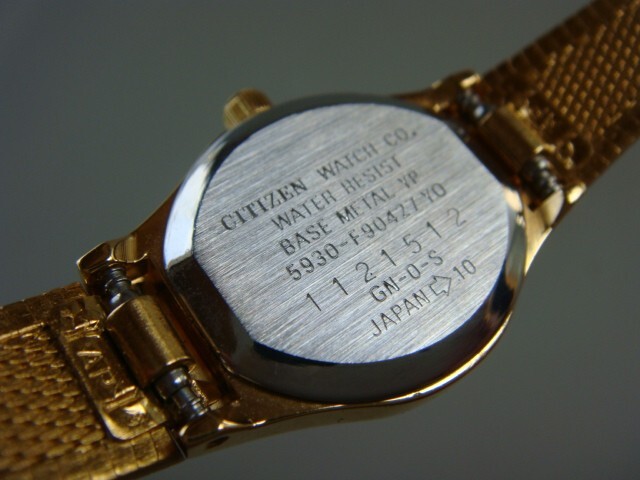 CITIZEN WATCH CO.
WATER RESIST
BASE METAL YP
5930-F90427-YO
1121512
GN-0-S
JAPAN⇨10